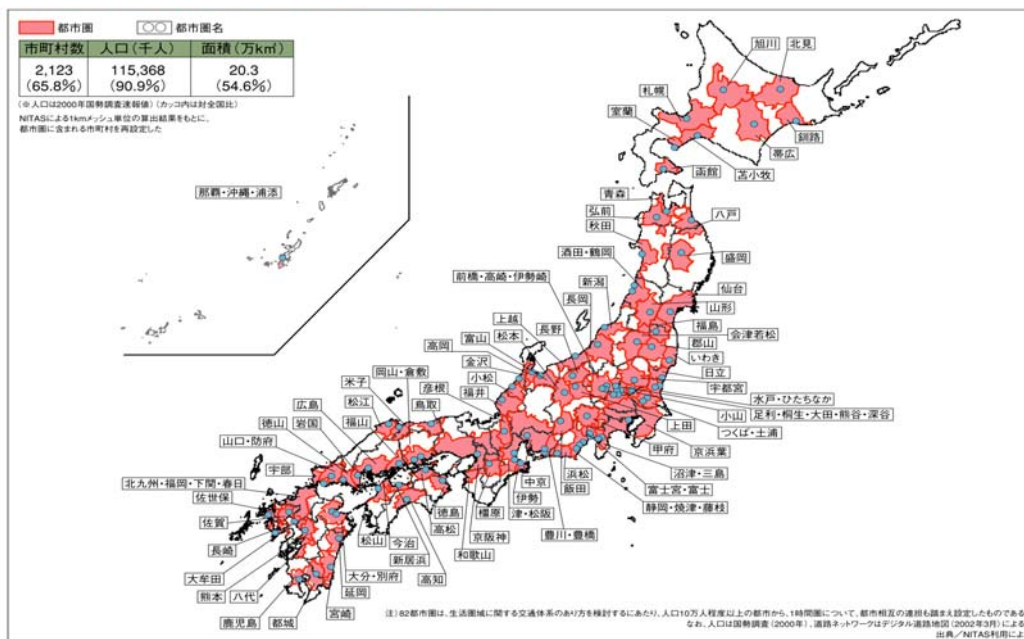 都市圏 都市圏名
市町村数 人口(千人) 面積(万km²)
2,123 115,368 20.3
(65.8%) (90.9%) (54.6%)
(※人口は2000年国勢調査速報値)(カッコ内は対全国比)
NITASによる1kmメッシュ単位の算出結果をもとに、
都市圏に含まれる市町村を再設定した
旭川
北見
札幌
室蘭
釧路
帯広
苫小牧
函館
那覇・沖縄・浦添
青森
弘前
八戸
秋田
盛岡
酒田・鶴岡
仙台
前橋・高崎・伊勢崎
新潟
山形
長岡
福島
会津若松
上越
長野
郡山
富山
松本
いわき
高岡
日立
金沢
宇都宮
岡山・倉敷
小松
水戸・ひたちなか
米子
彦根
福井
小山
足利・桐生・大田・熊谷・深谷
松江
鳥取
上田
つくば・土浦
広島
福山
甲府
京浜葉
徳山
岩国
沼津・三島
山口・防府
浜松
富士宮・富士
宇部
中京
飯田
静岡・焼津・藤枝
北九州・福岡・下関・春日
伊勢
佐世保
徳島
橿原
津・松阪
豊川・豊橋
佐賀
高松
京阪神
長崎
松山
今治
和歌山
新居浜
大牟田
大分・別府
高知
熊本
八代
延岡
鹿児島
都城
宮崎
注)82都市圏は、生活圏域に関する交通体系のあり方を検討するにあたり、人口10万人程度以上の都市から、1時間圏について、都市相互の連担も踏まえ設定したものである
なお、人口は国勢調査(2000年)、道路ネットワークはデジタル道路地図(2002年3月)による
出典/NITAS利用によ